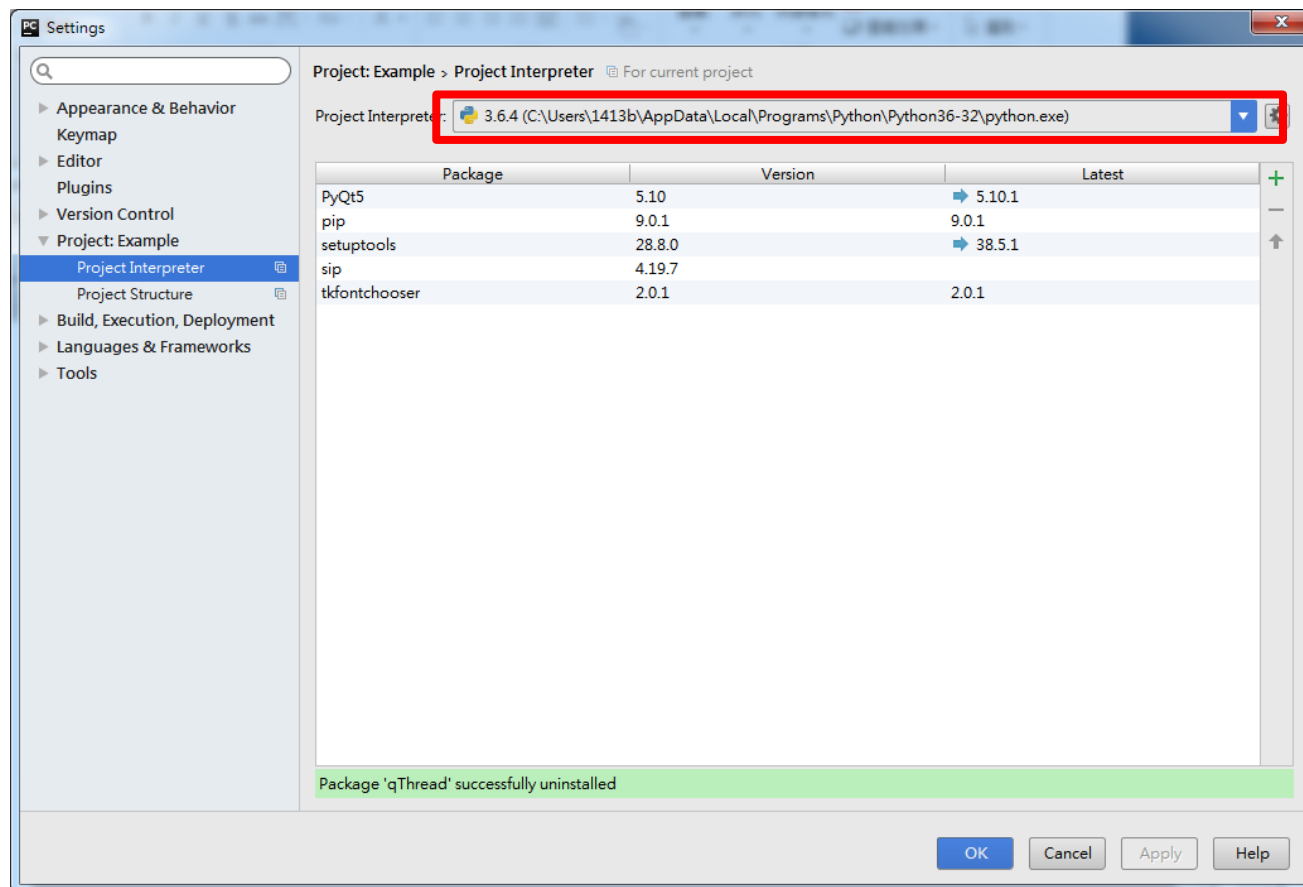 PC Settings
Project: Example > Project Interpreter For current project
Appearance & Behavior
Keymap
Editor
Plugins
Version Control
Project: Example
Project Interpreter
Project Structure
Build, Execution, Deployment
Languages & Frameworks
Tools
Project Interpreter: 3.6.4 (C:\Users\1413b\AppData\Local\Programs\Python\Python36-32\python.exe)
Package Version Latest
PyQt5 5.10 5.10.1
pip 9.0.1 9.0.1
setuptools 28.8.0 38.5.1
sip 4.19.7
tkfontchooser 2.0.1 2.0.1
Package 'qThread' successfully uninstalled
OK Cancel Apply Help